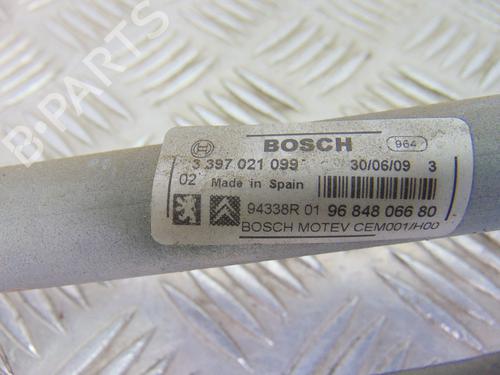 BOSCH 964
3 397 021 099 30/06/09 3
02 Made in Spain
94338R 01 96 848 066 80
BOSCH MOTEV CEM001/H00
B-PARTS